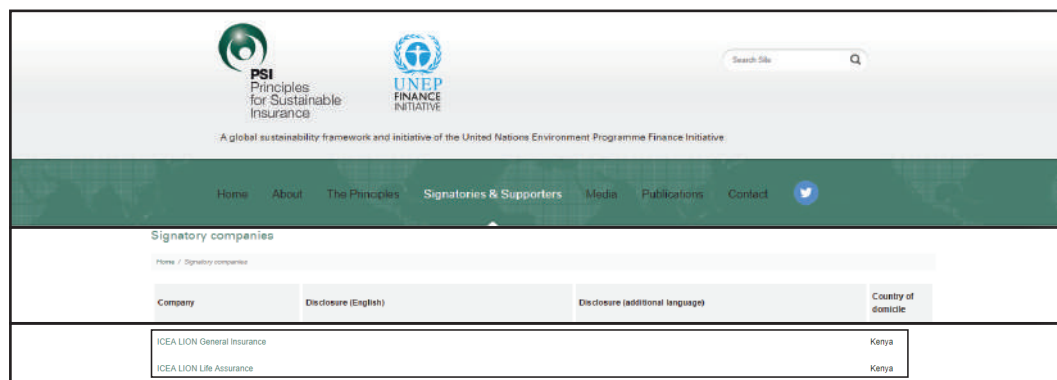 PSI
Principles
for Sustainable
Insurance
UNEP
FINANCE
INITIATIVE
Search Site
A global sustainability framework and initiative of the United Nations Environment Programme Finance Initiative
Home About The Principles Signatories & Supporters Media Publications Contact
Signatory companies
Home / Signatory companies
Company Disclosure (English) Disclosure (additional language) Country of
domicile
ICEA LION General Insurance Kenya
ICEA LION Life Assurance Kenya